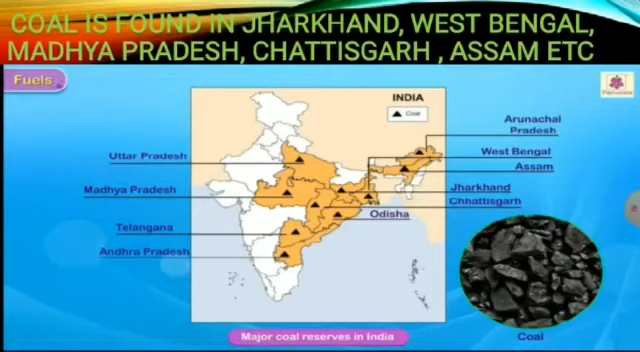 COAL IS FOUND IN JHARKHAND, WEST BENGAL,
MADHYA PRADESH, CHATTISGARH , ASSAM ETC
Fuels
INDIA
Coal
Arunachal
Pradesh
Uttar Pradesh
West Bengal
Assam
Madhya Pradesh
Jharkhand
Chhattisgarh
Odisha
Telangana
Andhra Pradesh
Major coal reserves in India
Coal